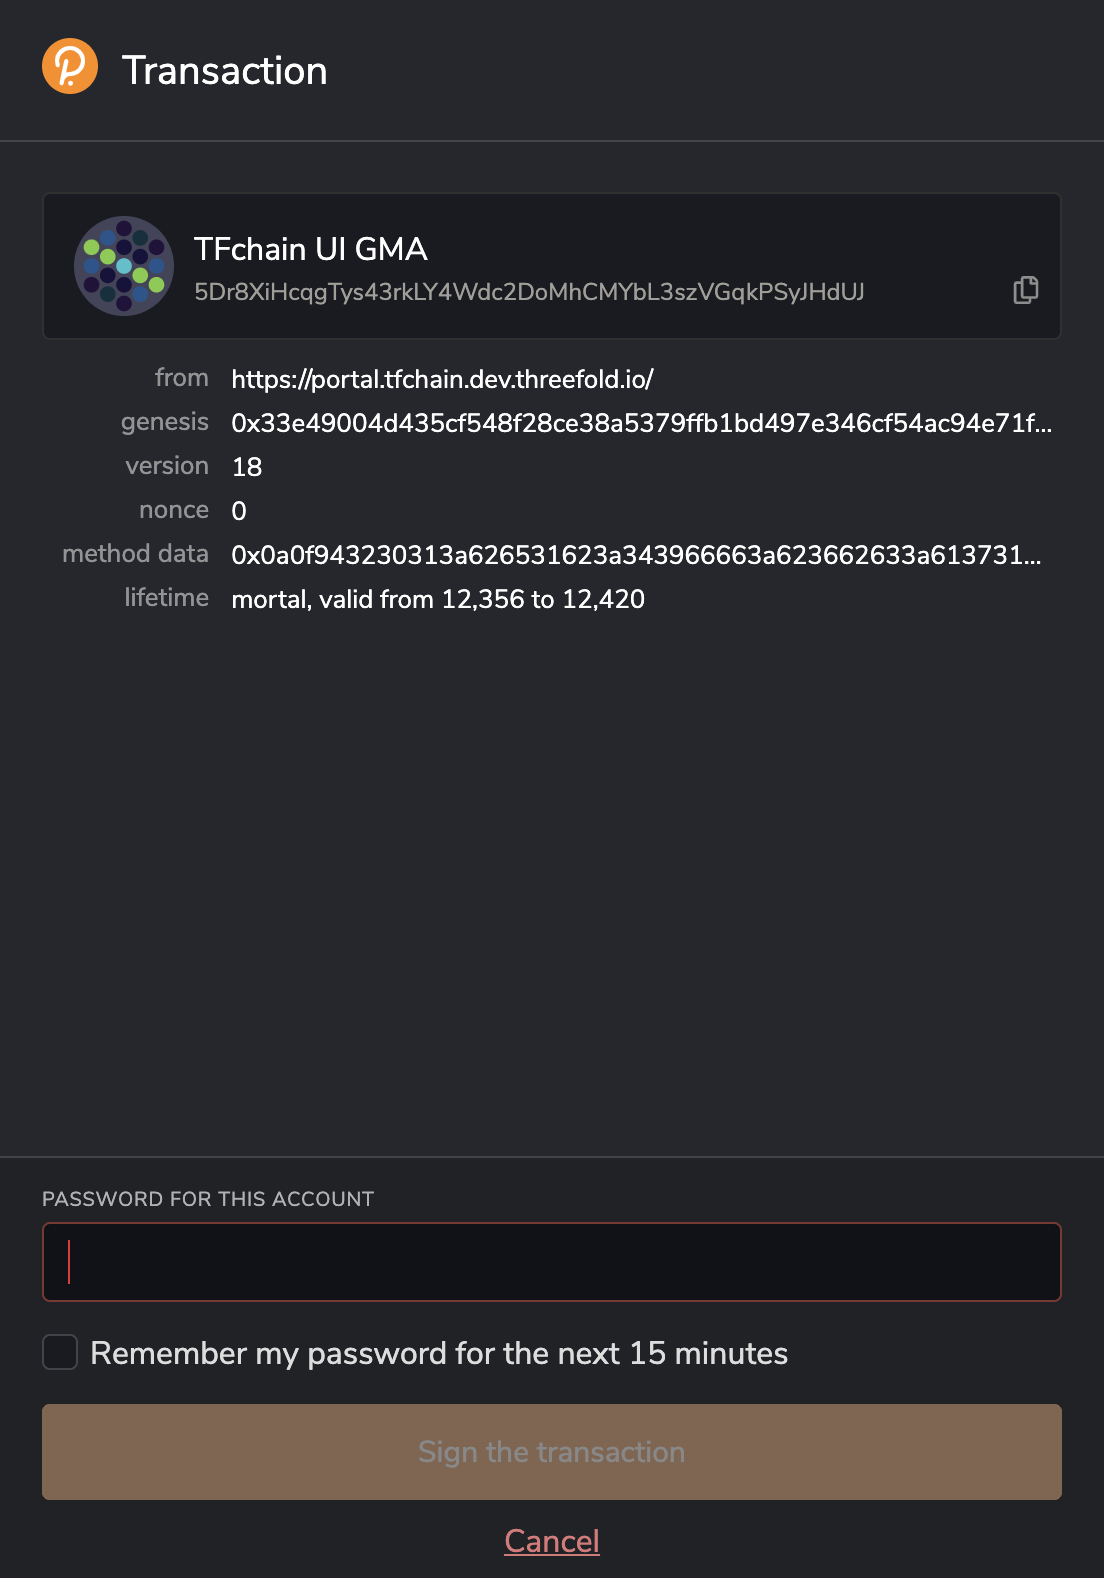 Transaction
TFchain UI GMA
5Dr8XiHcqgTys43rkLY4Wdc2DoMhCMYbL3szVGqkPSyJHdUJ
from https://portal.tfchain.dev.threefold.io/
genesis 0x33e49004d435cf548f28ce38a5379ffb1bd497e346cf54ac94e71f...
version 18
nonce 0
method data 0x0a0f943230313a626531623a343966663a623662633a613731...
lifetime mortal, valid from 12,356 to 12,420
PASSWORD FOR THIS ACCOUNT
Remember my password for the next 15 minutes
Sign the transaction
Cancel